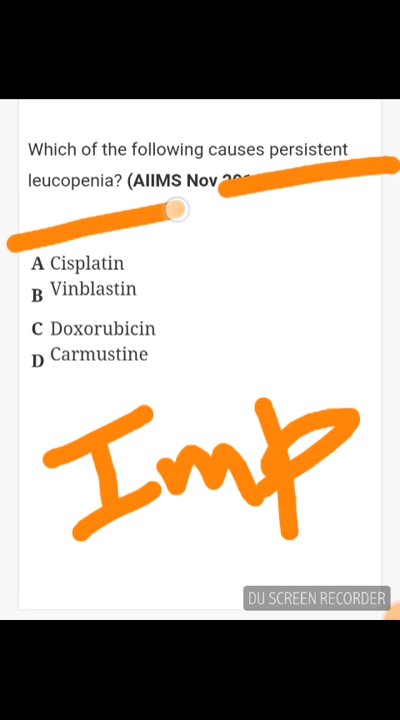 Which of the following causes persistent
leucopenia? (AIIMS Nov
A Cisplatin
B Vinblastin
C Doxorubicin
D Carmustine
Imp
DU SCREEN RECORDER